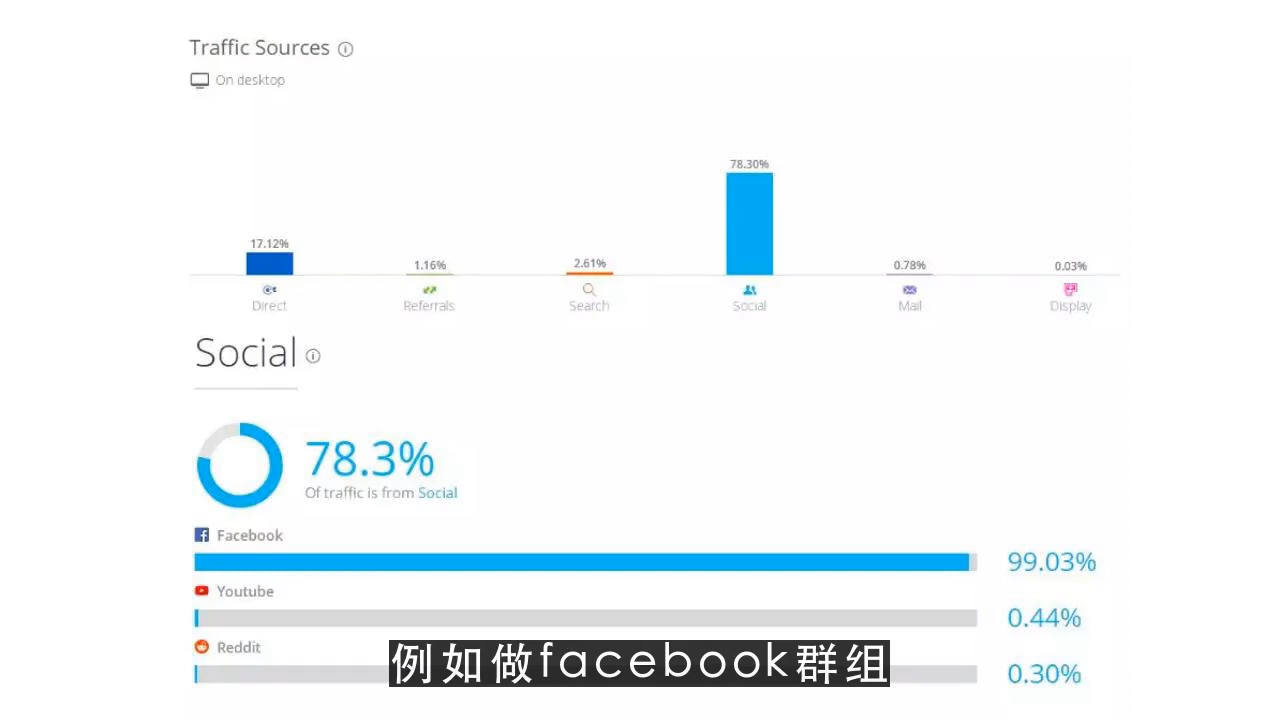 Traffic Sources
On desktop
78.30%
17.12%
1.16%
2.61%
0.78%
0.03%
Direct
Referrals
Search
Social
Mail
Display
Social
78.3%
Of traffic is from Social
Facebook
99.03%
Youtube
0.44%
Reddit
0.30%
例如做facebook群组